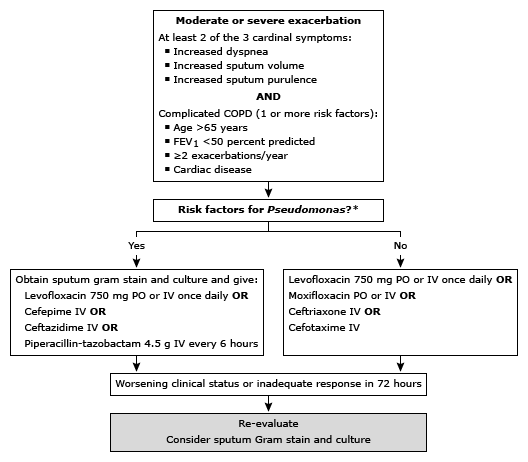 Moderate or severe exacerbation
At least 2 of the 3 cardinal symptoms:
▪ Increased dyspnea
▪ Increased sputum volume
▪ Increased sputum purulence
AND
Complicated COPD (1 or more risk factors):
▪ Age >65 years
▪ FEV1 <50 percent predicted
▪ ≥2 exacerbations/year
▪ Cardiac disease
Risk factors for Pseudomonas?*
Yes
No
Obtain sputum gram stain and culture and give:
Levofloxacin 750 mg PO or IV once daily OR
Cefepime IV OR
Ceftazidime IV OR
Piperacillin-tazobactam 4.5 g IV every 6 hours
Levofloxacin 750 mg PO or IV once daily OR
Moxifloxacin PO or IV OR
Ceftriaxone IV OR
Cefotaxime IV
Worsening clinical status or inadequate response in 72 hours
Re-evaluate
Consider sputum Gram stain and culture